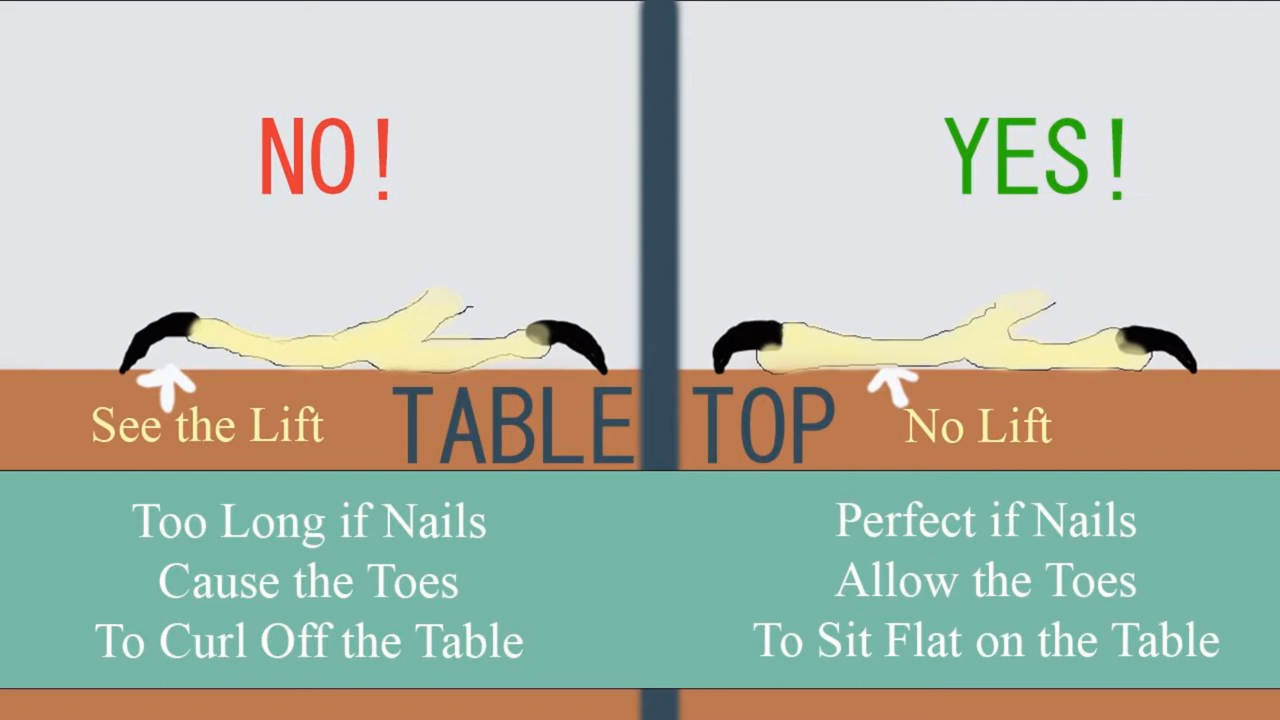 NO!
YES!
See the Lift
TABLE TOP
No Lift
Too Long if Nails
Cause the Toes
To Curl Off the Table
Perfect if Nails
Allow the Toes
To Sit Flat on the Table